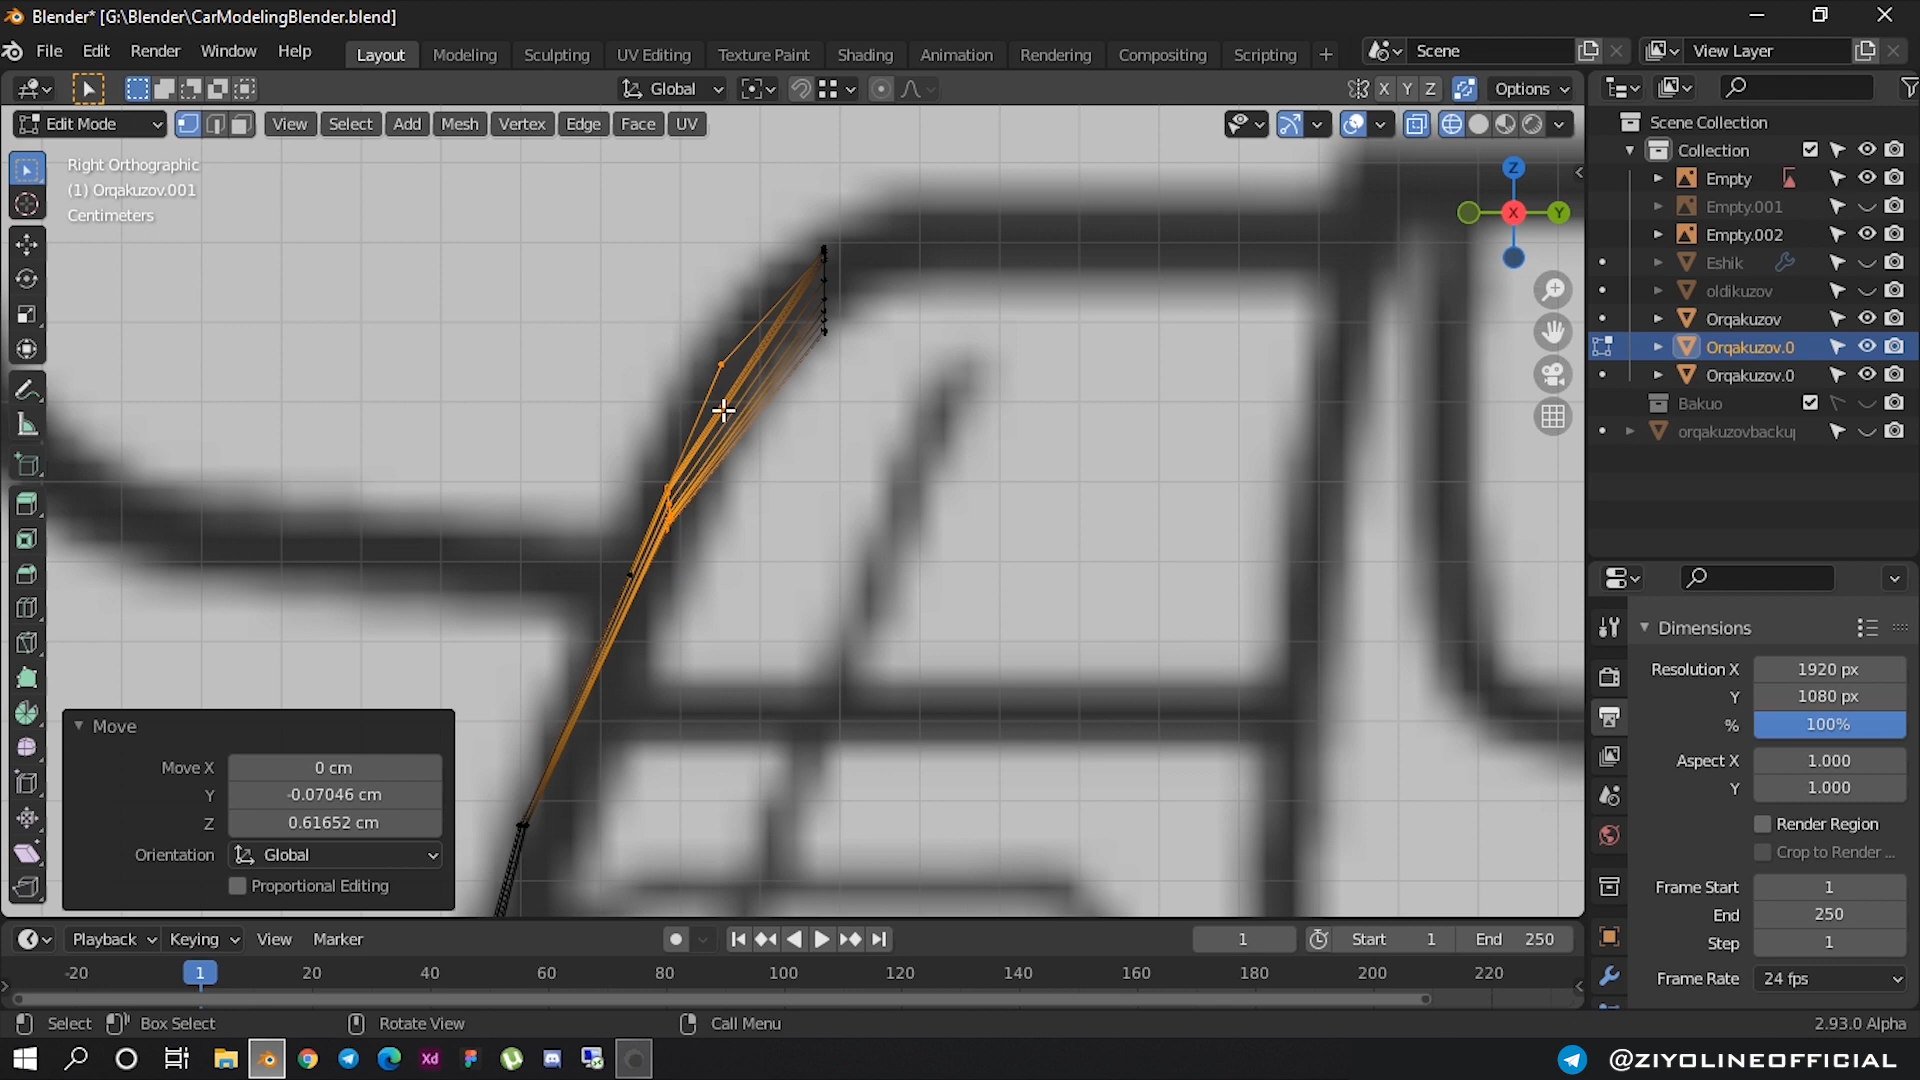 Blender* [G:\Blender\CarModelingBlender.blend]
File Edit Render Window Help
Layout Modeling Sculpting UV Editing Texture Paint Shading Animation Rendering Compositing Scripting +
Scene
View Layer
Global
X Y Z
Options
Edit Mode
View Select Add Mesh Vertex Edge Face UV
Right Orthographic
(1) Orqakuzov.001
Centimeters
Z
X
Y
Scene Collection
Collection
Empty
Empty.001
Empty.002
Eshik
oldikuzov
Orqakuzov
Orqakuzov.0
Orqakuzov.0
Bakuo
orqakuzovbackup
Move
Move X 0 cm
Y -0.07046 cm
Z 0.61652 cm
Orientation Global
Proportional Editing
Dimensions
Resolution X 1920 px
Y 1080 px
% 100%
Aspect X 1.000
Y 1.000
Render Region
Crop to Render ...
Frame Start 1
End 250
Step 1
Frame Rate 24 fps
Playback Keying View Marker
1
Start 1
End 250
-20 1 20 40 60 80 100 120 140 160 180 200 220
Select Box Select Rotate View Call Menu
2.93.0 Alpha
Xd
@ZIYOLINEOFFICIAL